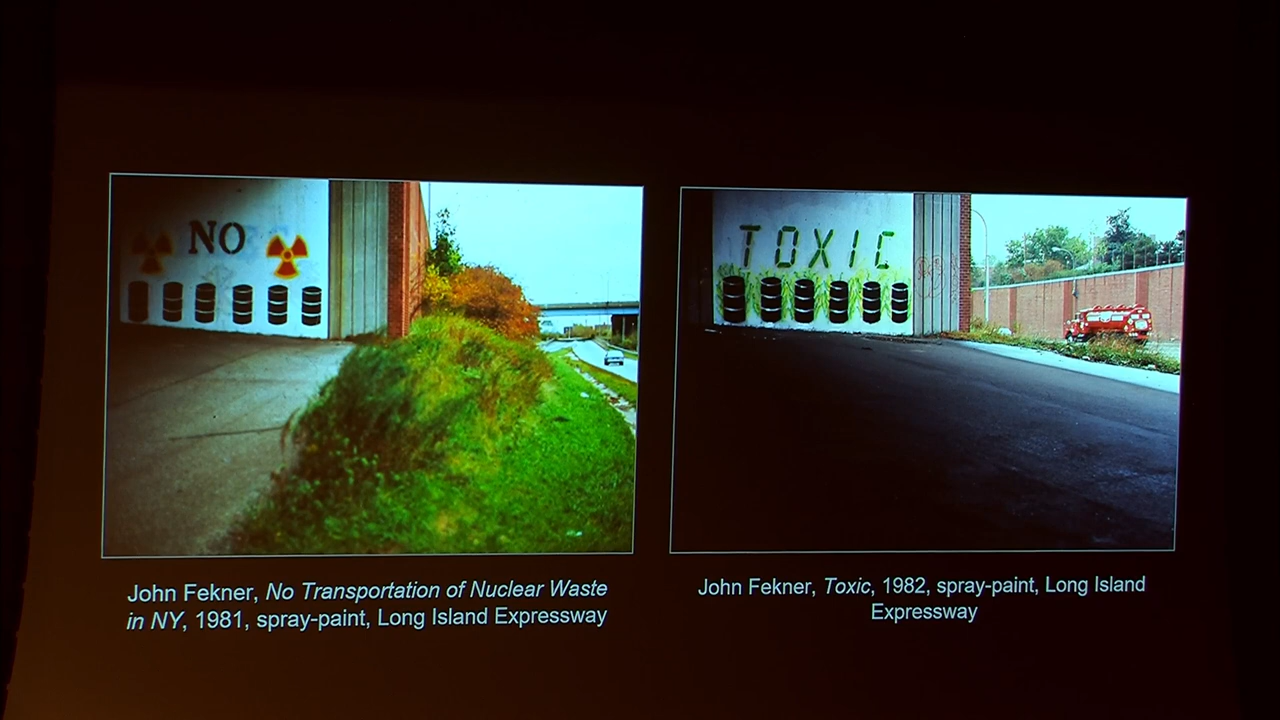 NO
TOXIC
John Fekner, No Transportation of Nuclear Waste
in NY, 1981, spray-paint, Long Island Expressway
John Fekner, Toxic, 1982, spray-paint, Long Island
Expressway